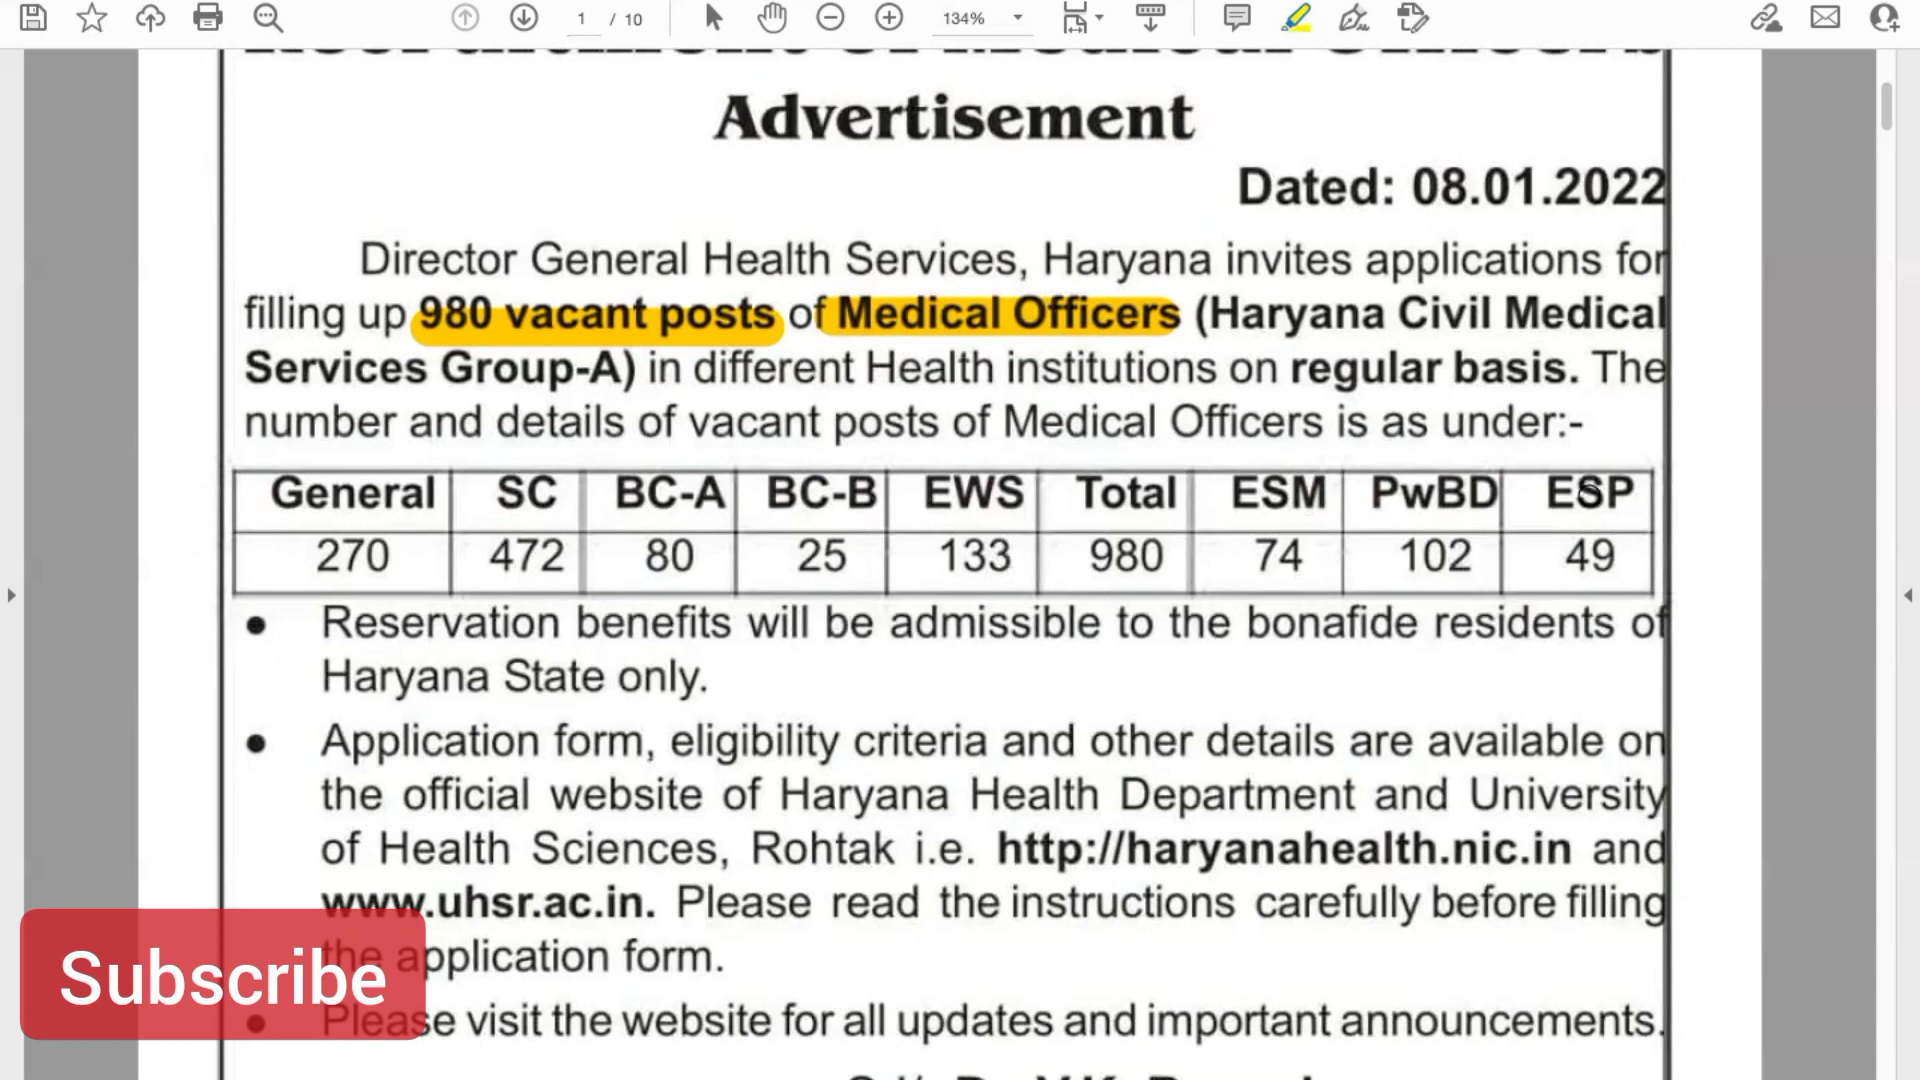 1 / 10
134%
Recruitment of Medical Officers
Advertisement
Dated: 08.01.2022
Director General Health Services, Haryana invites applications for
filling up 980 vacant posts of Medical Officers (Haryana Civil Medical
Services Group-A) in different Health institutions on regular basis. The
number and details of vacant posts of Medical Officers is as under:-
General SC BC-A BC-B EWS Total ESM PwBD ESP
270 472 80 25 133 980 74 102 49
● Reservation benefits will be admissible to the bonafide residents of
Haryana State only.
● Application form, eligibility criteria and other details are available on
the official website of Haryana Health Department and University
of Health Sciences, Rohtak i.e. http://haryanahealth.nic.in and
www.uhsr.ac.in. Please read the instructions carefully before filling
the application form.
● Please visit the website for all updates and important announcements.
Subscribe